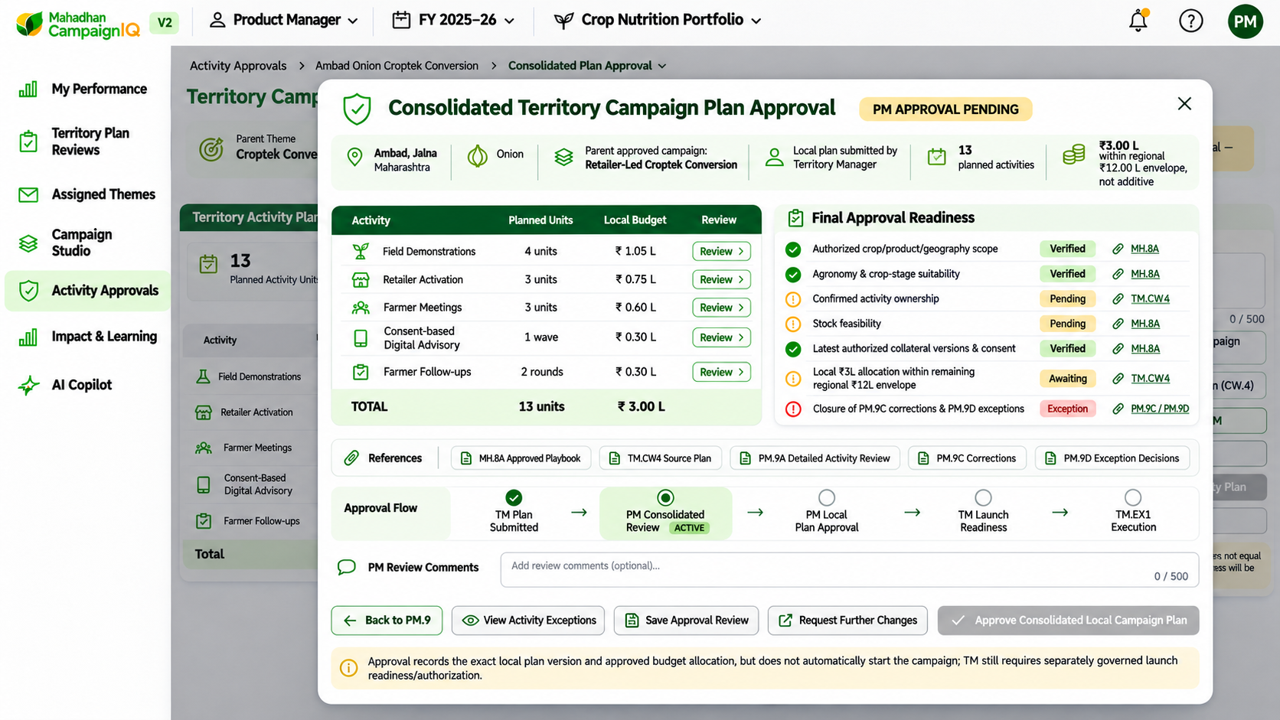 Mahadhan
CampaignIQ
V2
Product Manager
FY 2025–26
Crop Nutrition Portfolio
?
PM
My Performance
Territory Plan
Reviews
Assigned Themes
Campaign
Studio
Activity Approvals
Impact & Learning
AI Copilot
Activity Approvals > Ambad Onion Croptek Conversion > Consolidated Plan Approval
Territory Camp
Parent Theme
Croptek Conve
Territory Activity Plan
13
Planned Activity Units
Activity
Field Demonstrations
Retailer Activation
Farmer Meetings
Consent-Based
Digital Advisory
Farmer Follow-ups
Total
Consolidated Territory Campaign Plan Approval
PM APPROVAL PENDING
Ambad, Jalna
Maharashtra
Onion
Parent approved campaign:
Retailer-Led Croptek Conversion
Local plan submitted by
Territory Manager
13
planned activities
₹3.00 L
within regional
₹12.00 L envelope,
not additive
Activity Planned Units Local Budget Review
Field Demonstrations 4 units ₹ 1.05 L Review >
Retailer Activation 3 units ₹ 0.75 L Review >
Farmer Meetings 3 units ₹ 0.60 L Review >
Consent-based
Digital Advisory 1 wave ₹ 0.30 L Review >
Farmer Follow-ups 2 rounds ₹ 0.30 L Review >
TOTAL 13 units ₹ 3.00 L
Final Approval Readiness
Authorized crop/product/geography scope Verified MH.8A
Agronomy & crop-stage suitability Verified MH.8A
Confirmed activity ownership Pending TM.CW4
Stock feasibility Pending MH.8A
Latest authorized collateral versions & consent Verified MH.8A
Local ₹3L allocation within remaining
regional ₹12L envelope Awaiting TM.CW4
Closure of PM.9C corrections & PM.9D exceptions Exception PM.9C / PM.9D
References
MH.8A Approved Playbook
TM.CW4 Source Plan
PM.9A Detailed Activity Review
PM.9C Corrections
PM.9D Exception Decisions
Approval Flow
TM Plan
Submitted
PM Consolidated
Review ACTIVE
PM Local
Plan Approval
TM Launch
Readiness
TM.EX1
Execution
PM Review Comments
Add review comments (optional)...
0 / 500
Back to PM.9
View Activity Exceptions
Save Approval Review
Request Further Changes
Approve Consolidated Local Campaign Plan
Approval records the exact local plan version and approved budget allocation, but does not automatically start the campaign; TM still requires separately governed launch
readiness/authorization.
al —
0 / 500
paign
n (CW.4)
M
ty Plan
es not equal
ess will be